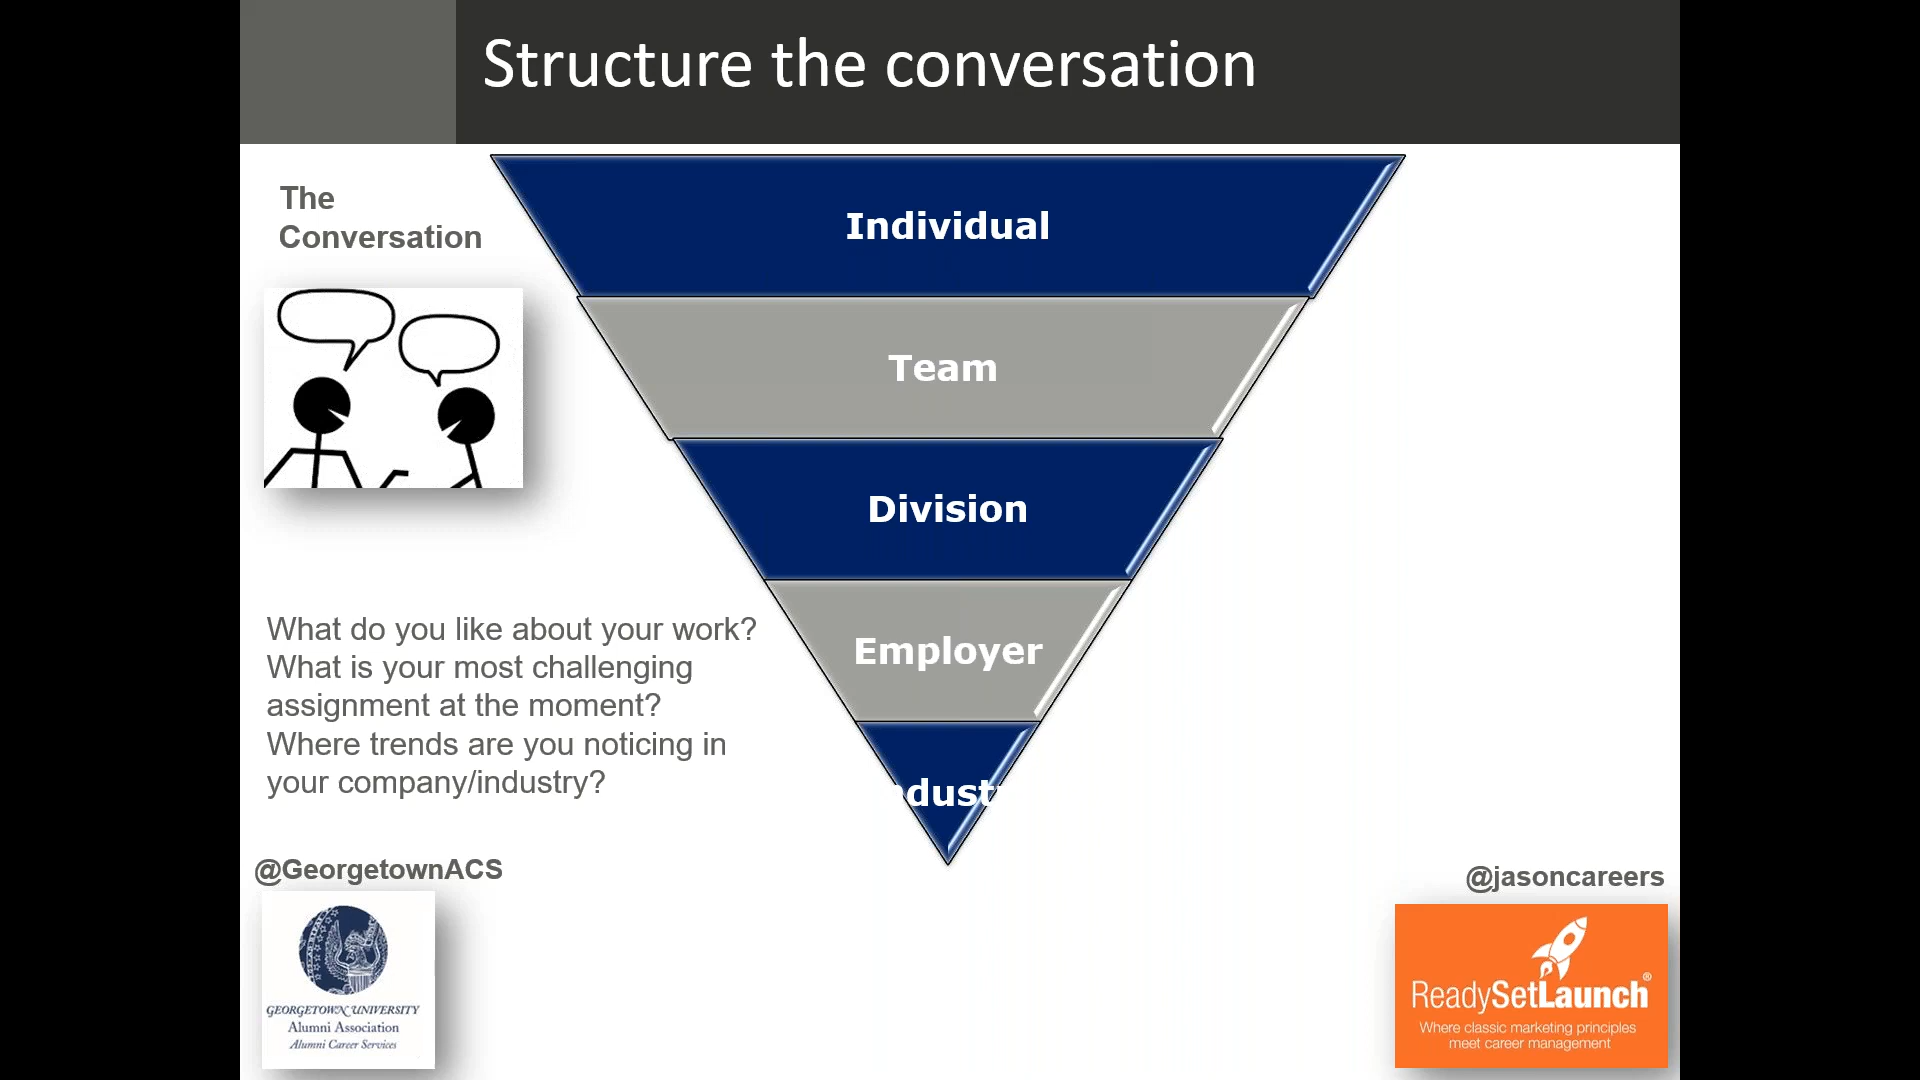 Structure the conversation
The
Conversation
Individual
Team
Division
Employer
dust
What do you like about your work?
What is your most challenging
assignment at the moment?
Where trends are you noticing in
your company/industry?
@GeorgetownACS
GEORGETOWN UNIVERSITY
Alumni Association
Alumni Career Services
@jasoncareers
ReadySetLaunch®
Where classic marketing principles
meet career management